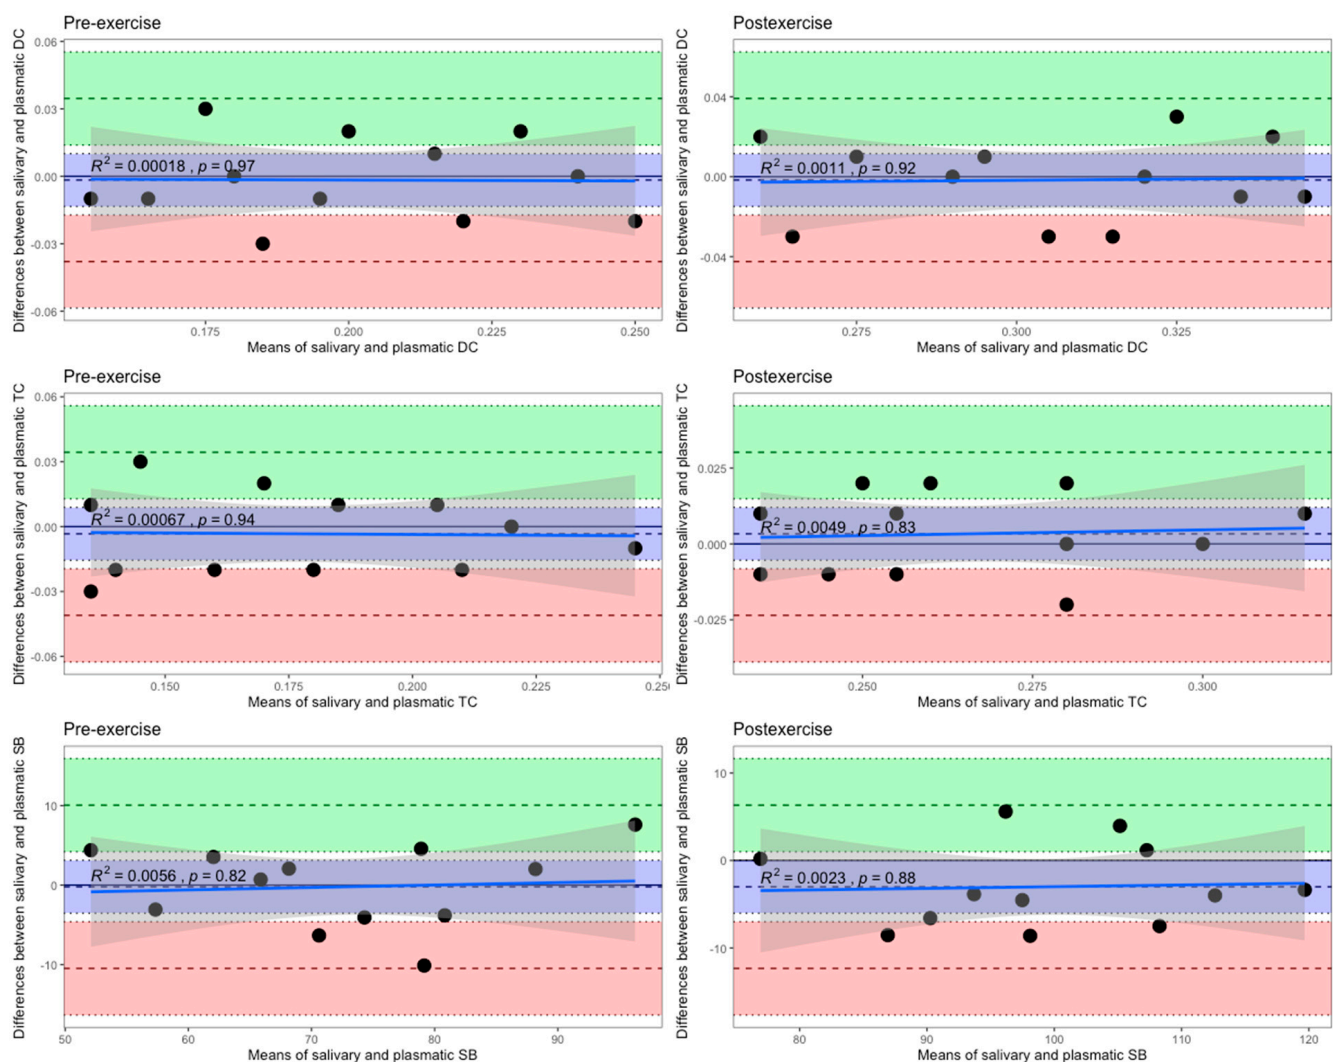 Pre-exercise
Differences between salivary and plasmatic DC
0.06
0.03
0.00
-0.03
-0.06
R² = 0.00018 , p = 0.97
0.175
0.200
0.225
0.250
Means of salivary and plasmatic DC
Postexercise
Differences between salivary and plasmatic DC
0.04
0.00
-0.04
R² = 0.0011 , p = 0.92
0.275
0.300
0.325
Means of salivary and plasmatic DC
Pre-exercise
Differences between salivary and plasmatic TC
0.06
0.03
0.00
-0.03
-0.06
R² = 0.00067 , p = 0.94
0.150
0.175
0.200
0.225
0.25
Means of salivary and plasmatic TC
Postexercise
Differences between salivary and plasmatic TC
0.025
0.000
-0.025
R² = 0.0049 , p = 0.83
0.250
0.275
0.300
Means of salivary and plasmatic TC
Pre-exercise
Differences between salivary and plasmatic SB
10
0
-10
R² = 0.0056 , p = 0.82
50
60
70
80
90
Means of salivary and plasmatic SB
Postexercise
Differences between salivary and plasmatic SB
10
0
-10
R² = 0.0023 , p = 0.88
80
90
100
110
120
Means of salivary and plasmatic SB